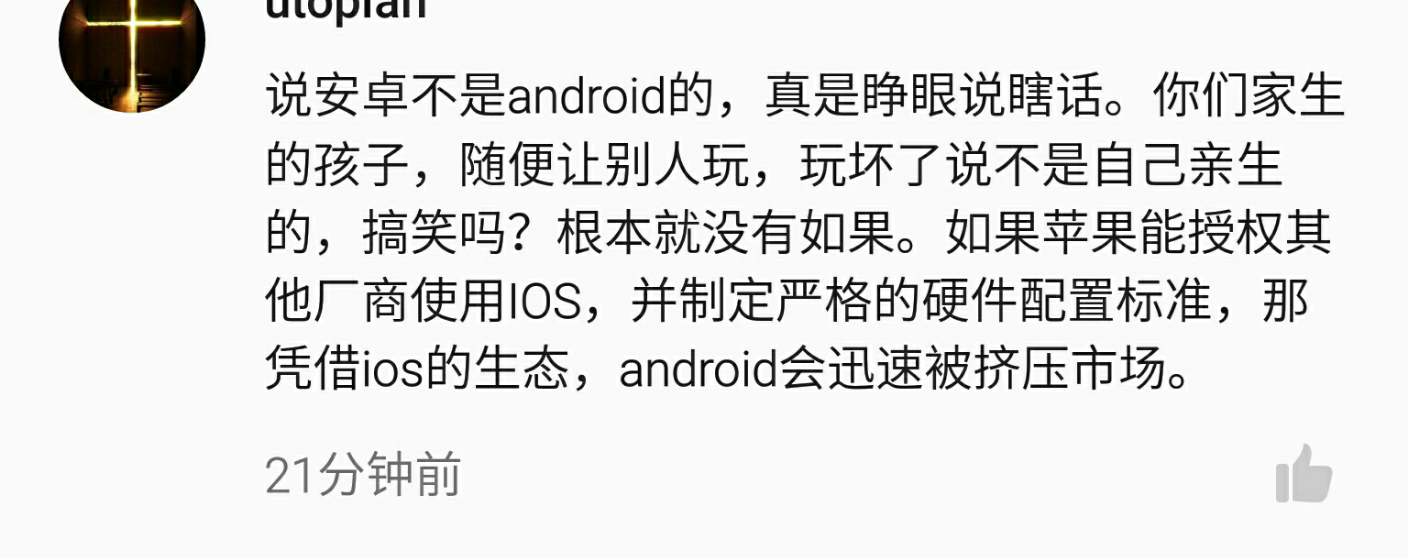 utopian
说安卓不是android的，真是睁眼说瞎话。你们家生
的孩子，随便让别人玩，玩坏了说不是自己亲生
的，搞笑吗？根本就没有如果。如果苹果能授权其
他厂商使用IOS，并制定严格的硬件配置标准，那
凭借ios的生态，android会迅速被挤压市场。
21分钟前